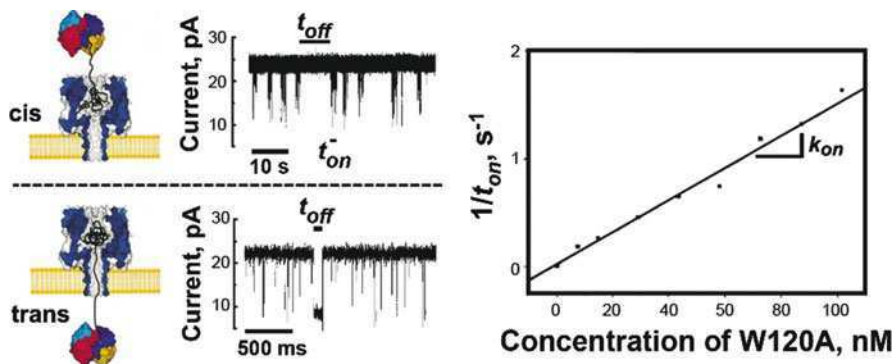 cis
Current, pA
30
20
10
t_off
t_on
10 s
trans
Current, pA
30
20
10
t_off
500 ms
1/t_on, s⁻¹
2
1
0
k_on
0 20 40 60 80 100
Concentration of W120A, nM